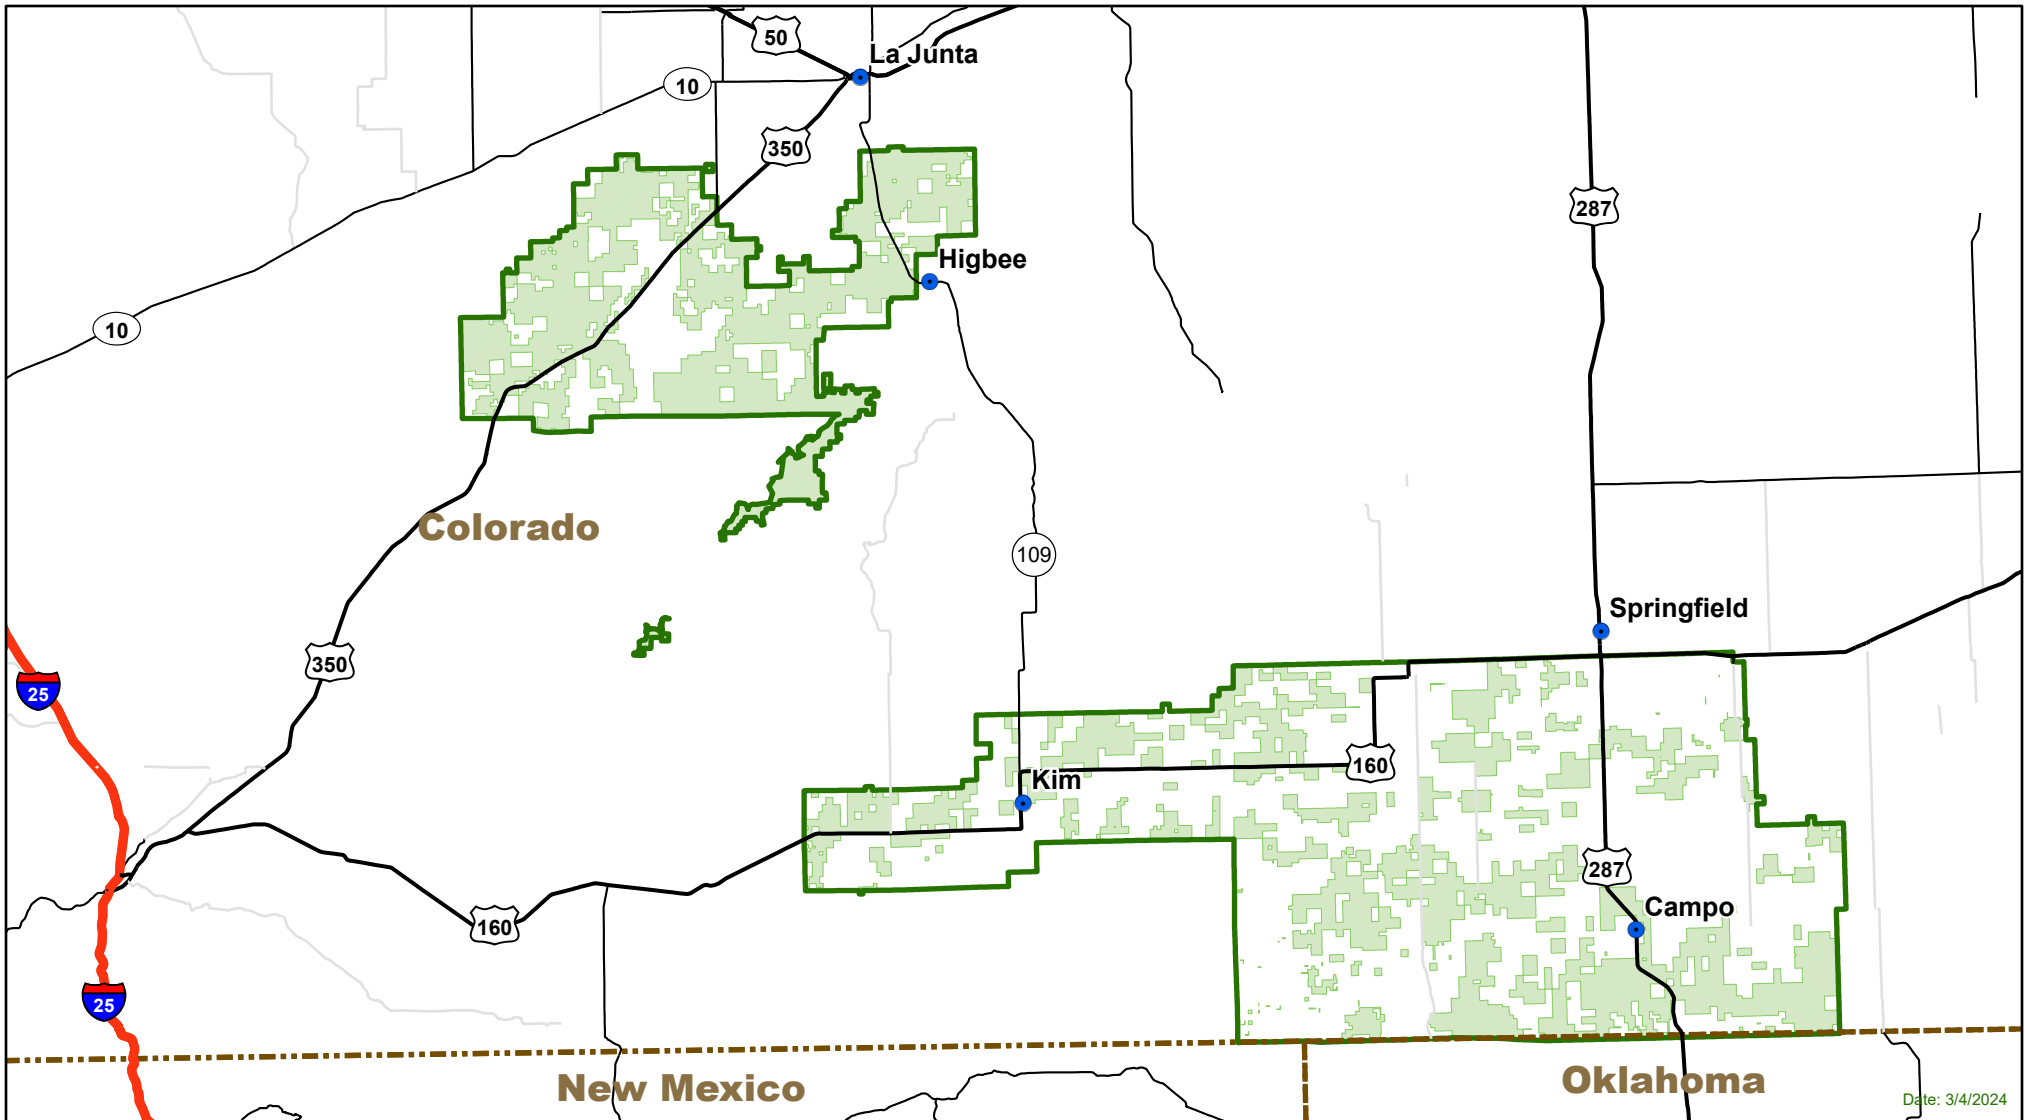 50
La Junta
10
350
287
Higbee
10
Colorado
109
Springfield
350
25
160
Kim
287
Campo
160
25
Oklahoma
New Mexico
Date: 3/4/2024